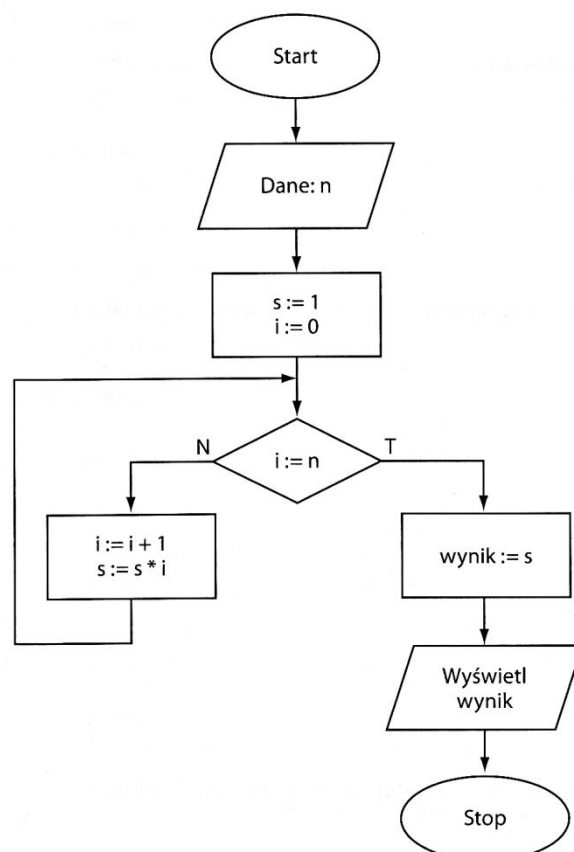 Start
Dane: n
s := 1
i := 0
N
i := n
T
i := i + 1
s := s * i
wynik := s
Wyświetl
wynik
Stop